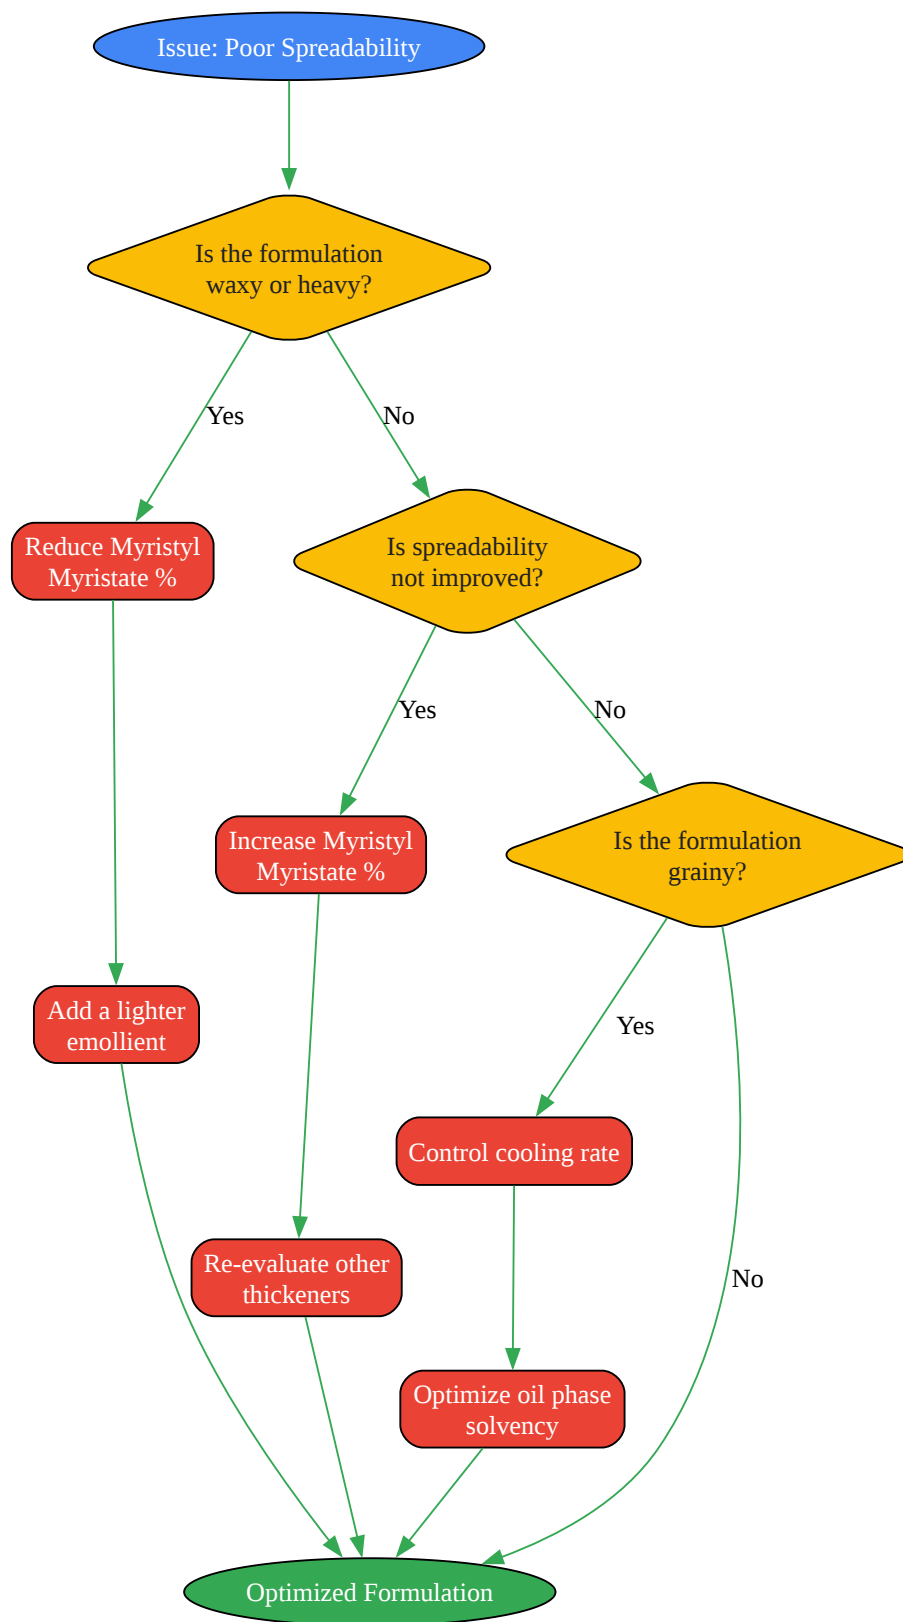 Issue: Poor Spreadability
Is the formulation
waxy or heavy?
Yes
No
Reduce Myristyl
Myristate %
Is spreadability
not improved?
Yes
No
Increase Myristyl
Myristate %
Is the formulation
grainy?
Add a lighter
emollient
Yes
Control cooling rate
Re-evaluate other
thickeners
No
Optimize oil phase
solvency
Optimized Formulation